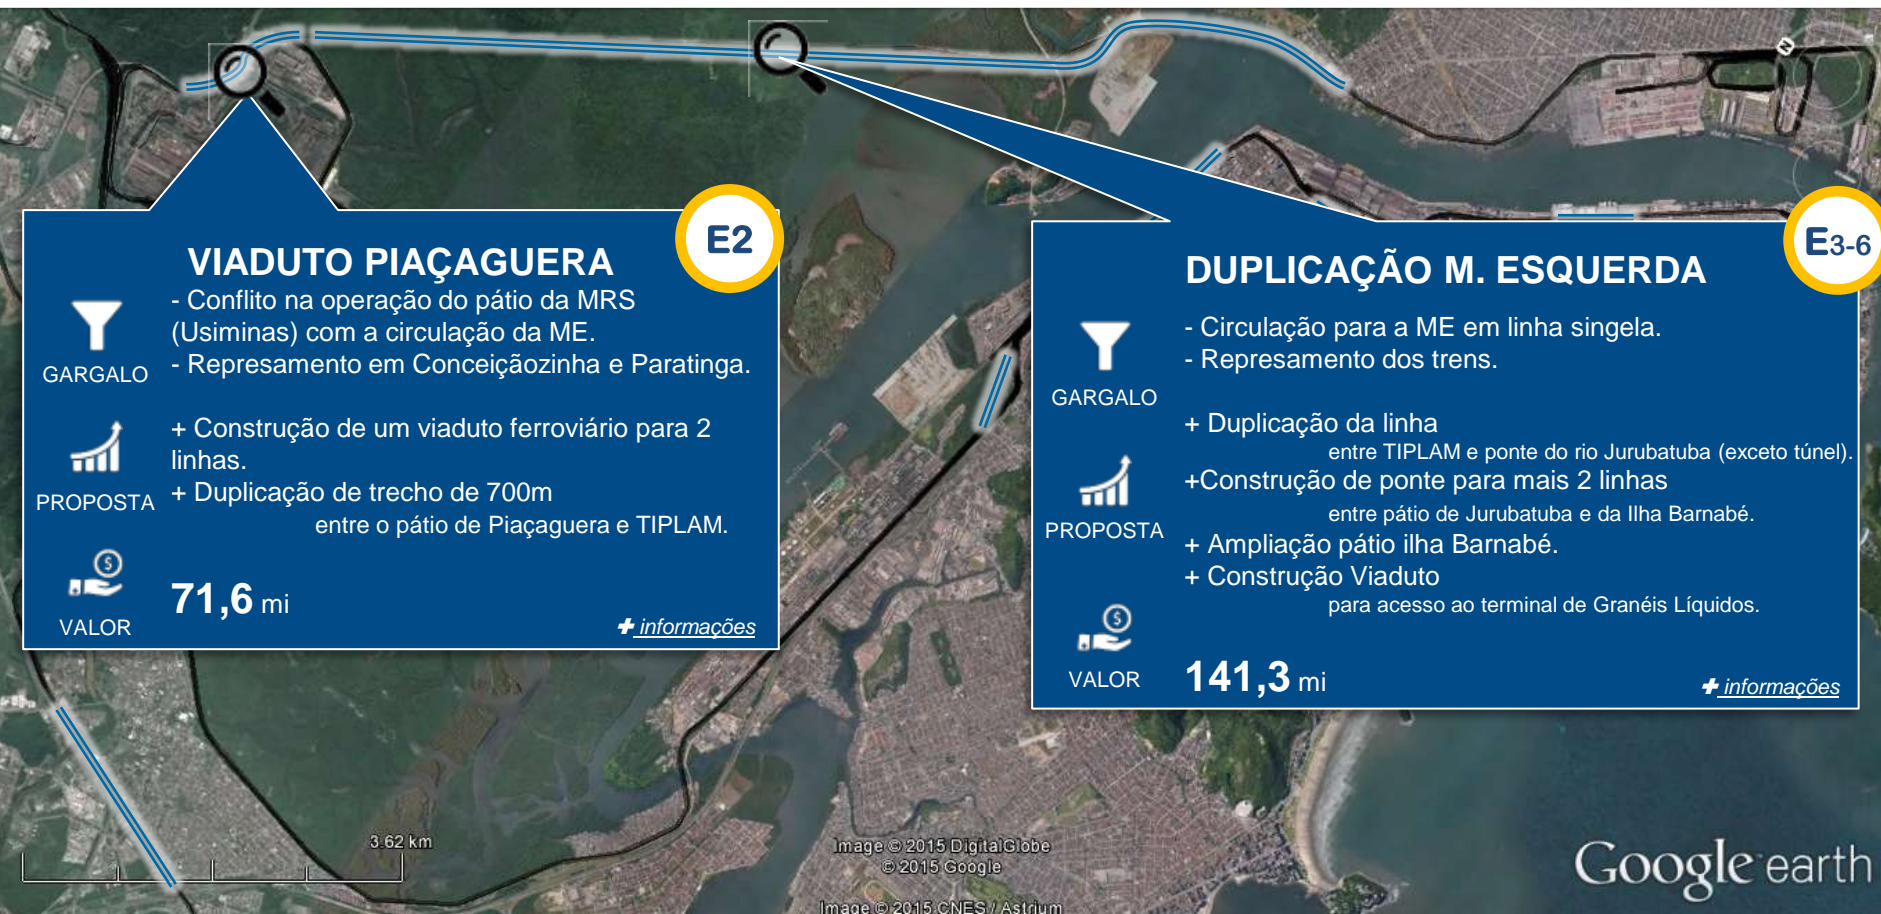 E2
VIADUTO PIAÇAGUERA
- Conflito na operação do pátio da MRS
(Usiminas) com a circulação da ME.
- Represamento em Conceiçãozinha e Paratinga.
GARGALO
+ Construção de um viaduto ferroviário para 2
linhas.
+ Duplicação de trecho de 700m
entre o pátio de Piaçaguera e TIPLAM.
PROPOSTA
71,6 mi
VALOR
+ informações
E3-6
DUPLICAÇÃO M. ESQUERDA
- Circulação para a ME em linha singela.
- Represamento dos trens.
GARGALO
+ Duplicação da linha
entre TIPLAM e ponte do rio Jurubatuba (exceto túnel).
+Construção de ponte para mais 2 linhas
entre pátio de Jurubatuba e da Ilha Barnabé.
PROPOSTA
+ Ampliação pátio ilha Barnabé.
+ Construção Viaduto
para acesso ao terminal de Granéis Líquidos.
141,3 mi
VALOR
+ informações
N
3.62 km
Image © 2015 DigitalGlobe
© 2015 Google
Image © 2015 CNES / Astrium
Google earth